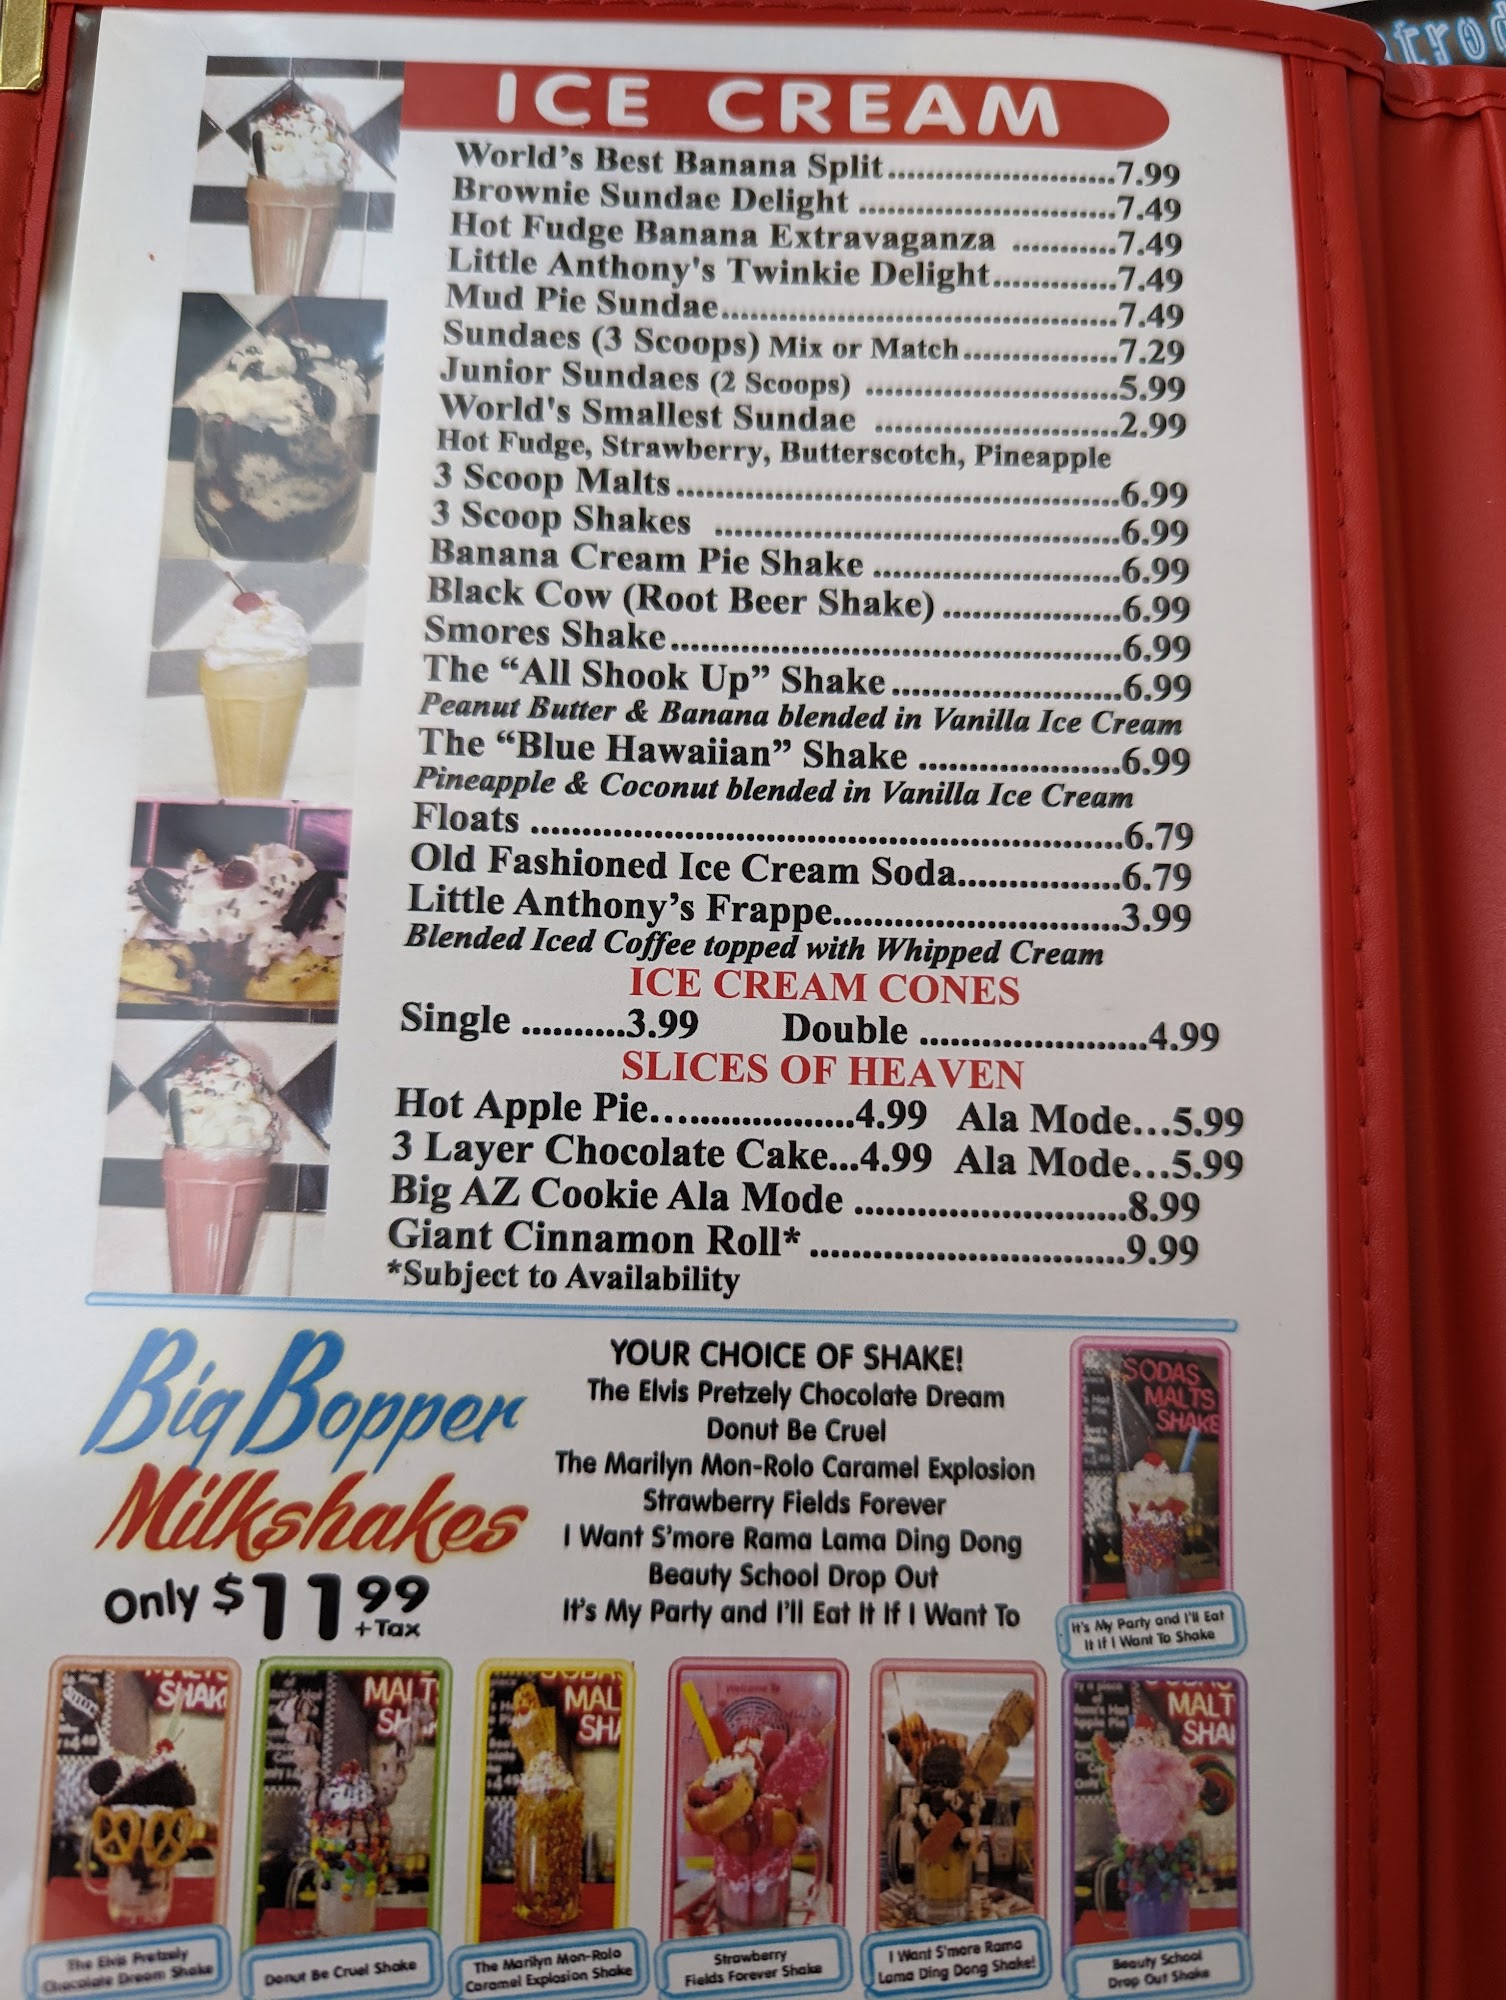 ICE CREAM
World's Best Banana Split........................7.99
Brownie Sundae Delight ..........................7.49
Hot Fudge Banana Extravaganza ...........7.49
Little Anthony's Twinkie Delight.............7.49
Mud Pie Sundae.........................................7.49
Sundaes (3 Scoops) Mix or Match................7.29
Junior Sundaes (2 Scoops) ..........................5.99
World's Smallest Sundae .........................2.99
Hot Fudge, Strawberry, Butterscotch, Pineapple
3 Scoop Malts............................................6.99
3 Scoop Shakes ........................................6.99
Banana Cream Pie Shake ........................6.99
Black Cow (Root Beer Shake)..................6.99
Smores Shake............................................6.99
The “All Shook Up” Shake.......................6.99
Peanut Butter & Banana blended in Vanilla Ice Cream
The “Blue Hawaiian” Shake ....................6.99
Pineapple & Coconut blended in Vanilla Ice Cream
Floats ..........................................................6.79
Old Fashioned Ice Cream Soda................6.79
Little Anthony's Frappe............................3.99
Blended Iced Coffee topped with Whipped Cream
ICE CREAM CONES
Single ..........3.99 Double ......................4.99
SLICES OF HEAVEN
Hot Apple Pie...................4.99 Ala Mode...5.99
3 Layer Chocolate Cake...4.99 Ala Mode...5.99
Big AZ Cookie Ala Mode ..........................8.99
Giant Cinnamon Roll* ..............................9.99
*Subject to Availability
Big Bopper
Milkshakes
only $11 99
+Tax
YOUR CHOICE OF SHAKE!
The Elvis Pretzely Chocolate Dream
Donut Be Cruel
The Marilyn Mon-Rolo Caramel Explosion
Strawberry Fields Forever
I Want S'more Rama Lama Ding Dong
Beauty School Drop Out
It's My Party and I'll Eat It If I Want To
SODAS
MALTS
SHAKE
It's My Party and I'll Eat
It If I Want To Shake
SHAK
MALT
SH
MAL
SHA
MALT
SHA
The Elvis Pretzely
Chocolate Dream Shake
Donut Be Cruel Shake
The Marilyn Mon-Rolo
Caramel Explosion Shake
Strawberry
Fields Forever Shake
I Want S'more Rama
Lama Ding Dong Shake!
Beauty School
Drop Out Shake